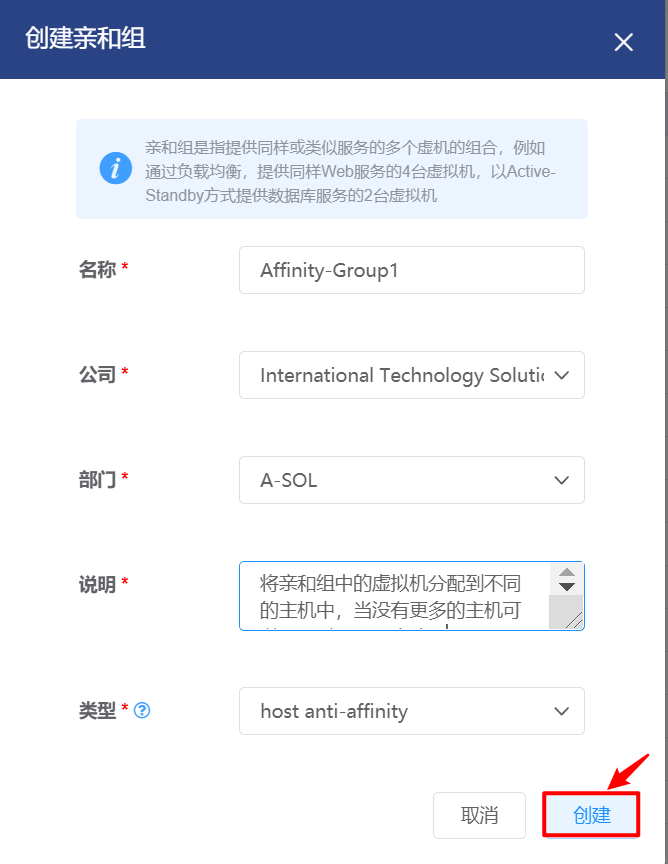 创建亲和组
亲和组是指提供同样或类似服务的多个虚机的组合，例如
通过负载均衡，提供同样Web服务的4台虚拟机，以Active-
Standby方式提供数据库服务的2台虚拟机
名称 *
Affinity-Group1
公司 *
International Technology Solutio
部门 *
A-SOL
说明 *
将亲和组中的虚拟机分配到不同
的主机中，当没有更多的主机可
类型 * ?
host anti-affinity
取消
创建